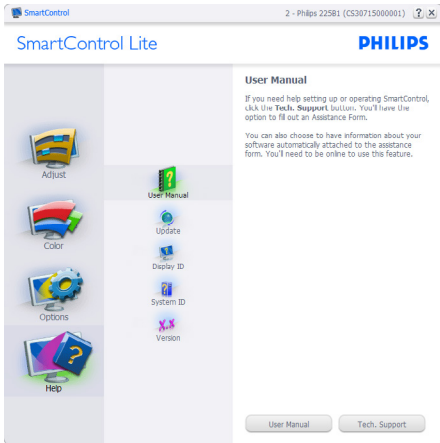 SmartControl
2 - Philips 225B1 (CS30715000001)
SmartControl Lite
PHILIPS
Adjust
Color
Options
Help
User Manual
Update
Display ID
System ID
X.X
Version
User Manual
If you need help setting up or operating SmartControl,
click the Tech. Support button. You'll have the
option to fill out an Assistance Form.
You can also choose to have information about your
software automatically attached to the assistance
form. You'll need to be online to use this feature.
User Manual
Tech. Support